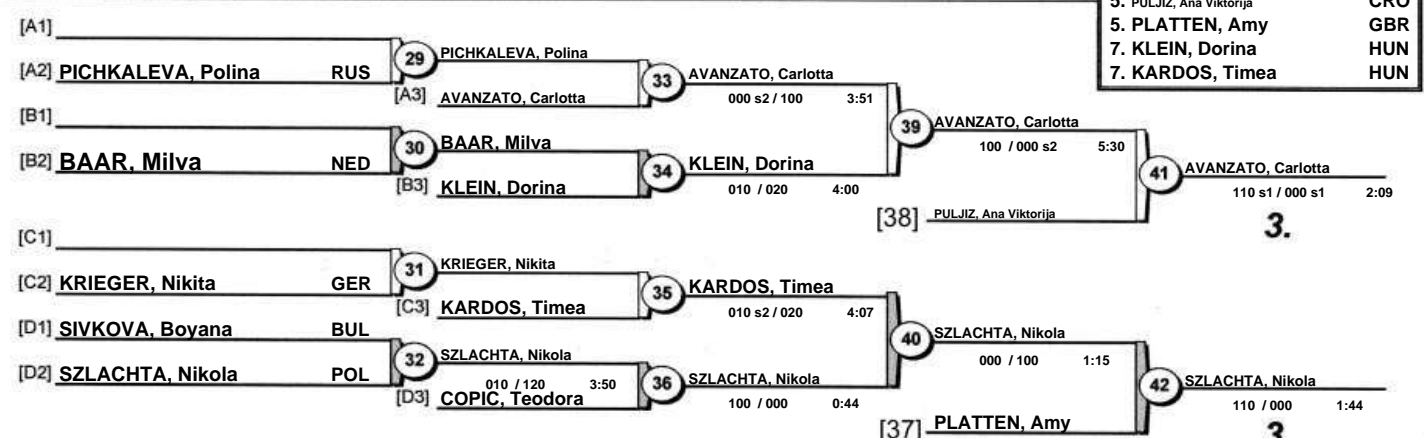 5. PULJIZ, Ana Viktorija CRO
5. PLATTEN, Amy GBR
7. KLEIN, Dorina HUN
7. KARDOS, Timea HUN
[A1]
[A2] PICHKALEVA, Polina RUS
29
PICHKALEVA, Polina
[A3] AVANZATO, Carlotta
33
AVANZATO, Carlotta
000 s2 / 100 3:51
[B1]
[B2] BAAR, Milva NED
30
BAAR, Milva
[B3] KLEIN, Dorina
34
KLEIN, Dorina
010 / 020 4:00
39
AVANZATO, Carlotta
100 / 000 s2 5:30
[38] PULJIZ, Ana Viktorija
41
AVANZATO, Carlotta
110 s1 / 000 s1 2:09
3.
[C1]
[C2] KRIEGER, Nikita GER
31
KRIEGER, Nikita
[C3] KARDOS, Timea
35
KARDOS, Timea
010 s2 / 020 4:07
[D1] SIVKOVA, Boyana BUL
[D2] SZLACHTA, Nikola POL
32
SZLACHTA, Nikola
010 / 120 3:50
[D3] COPIC, Teodora
36
SZLACHTA, Nikola
100 / 000 0:44
40
SZLACHTA, Nikola
000 / 100 1:15
[37] PLATTEN, Amy
42
SZLACHTA, Nikola
110 / 000 1:44
3